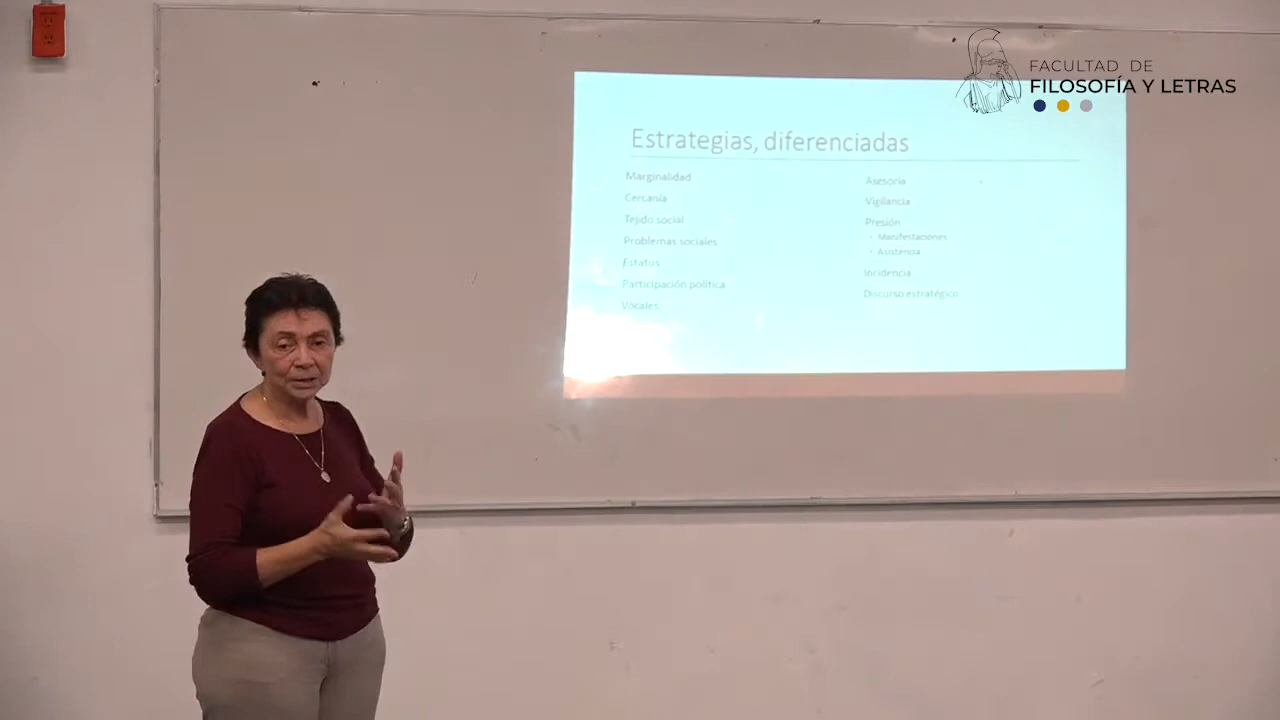 FACULTAD DE
FILOSOFÍA Y LETRAS
Estrategias, diferenciadas
Marginalidad
Cercanía
Tejido social
Problemas sociales
Estatus
Participación política
Vocales
Asesoría
Vigilancia
Presión
Manifestaciones
Asistencia
Incidencia
Discurso estratégico